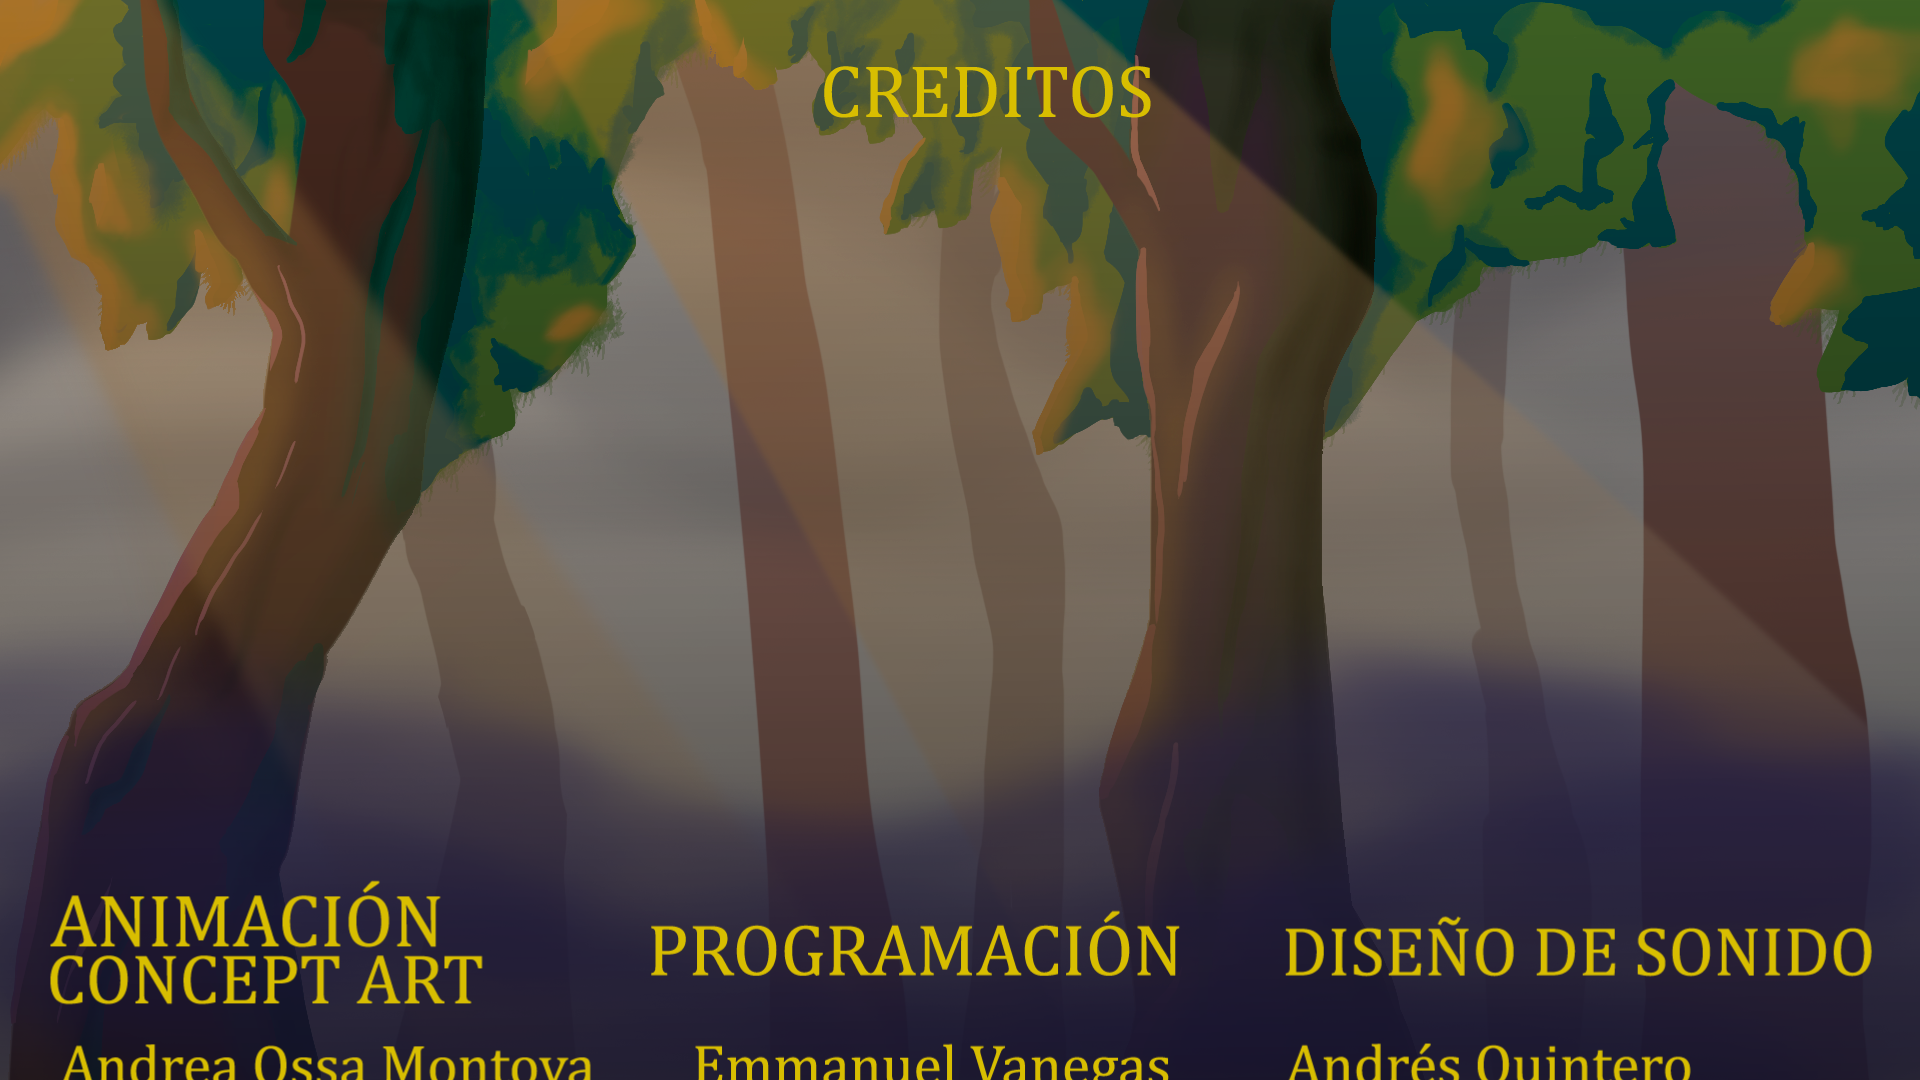 CREDITOS
ANIMACIÓN
CONCEPT ART
PROGRAMACIÓN
DISEÑO DE SONIDO
Andrea Ossa Montoya
Emmanuel Vanegas
Andrés Quintero